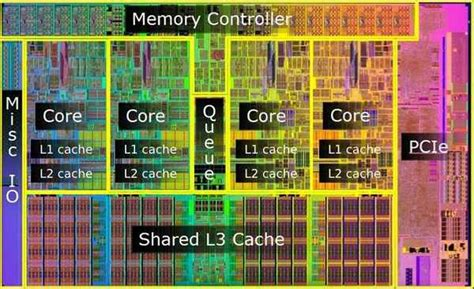 Memory Controller
Misc IO
Core
Core
Queue
Core
Core
PCIe
L1 cache
L1 cache
L1 cache
L1 cache
L2 cache
L2 cache
L2 cache
L2 cache
Shared L3 Cache